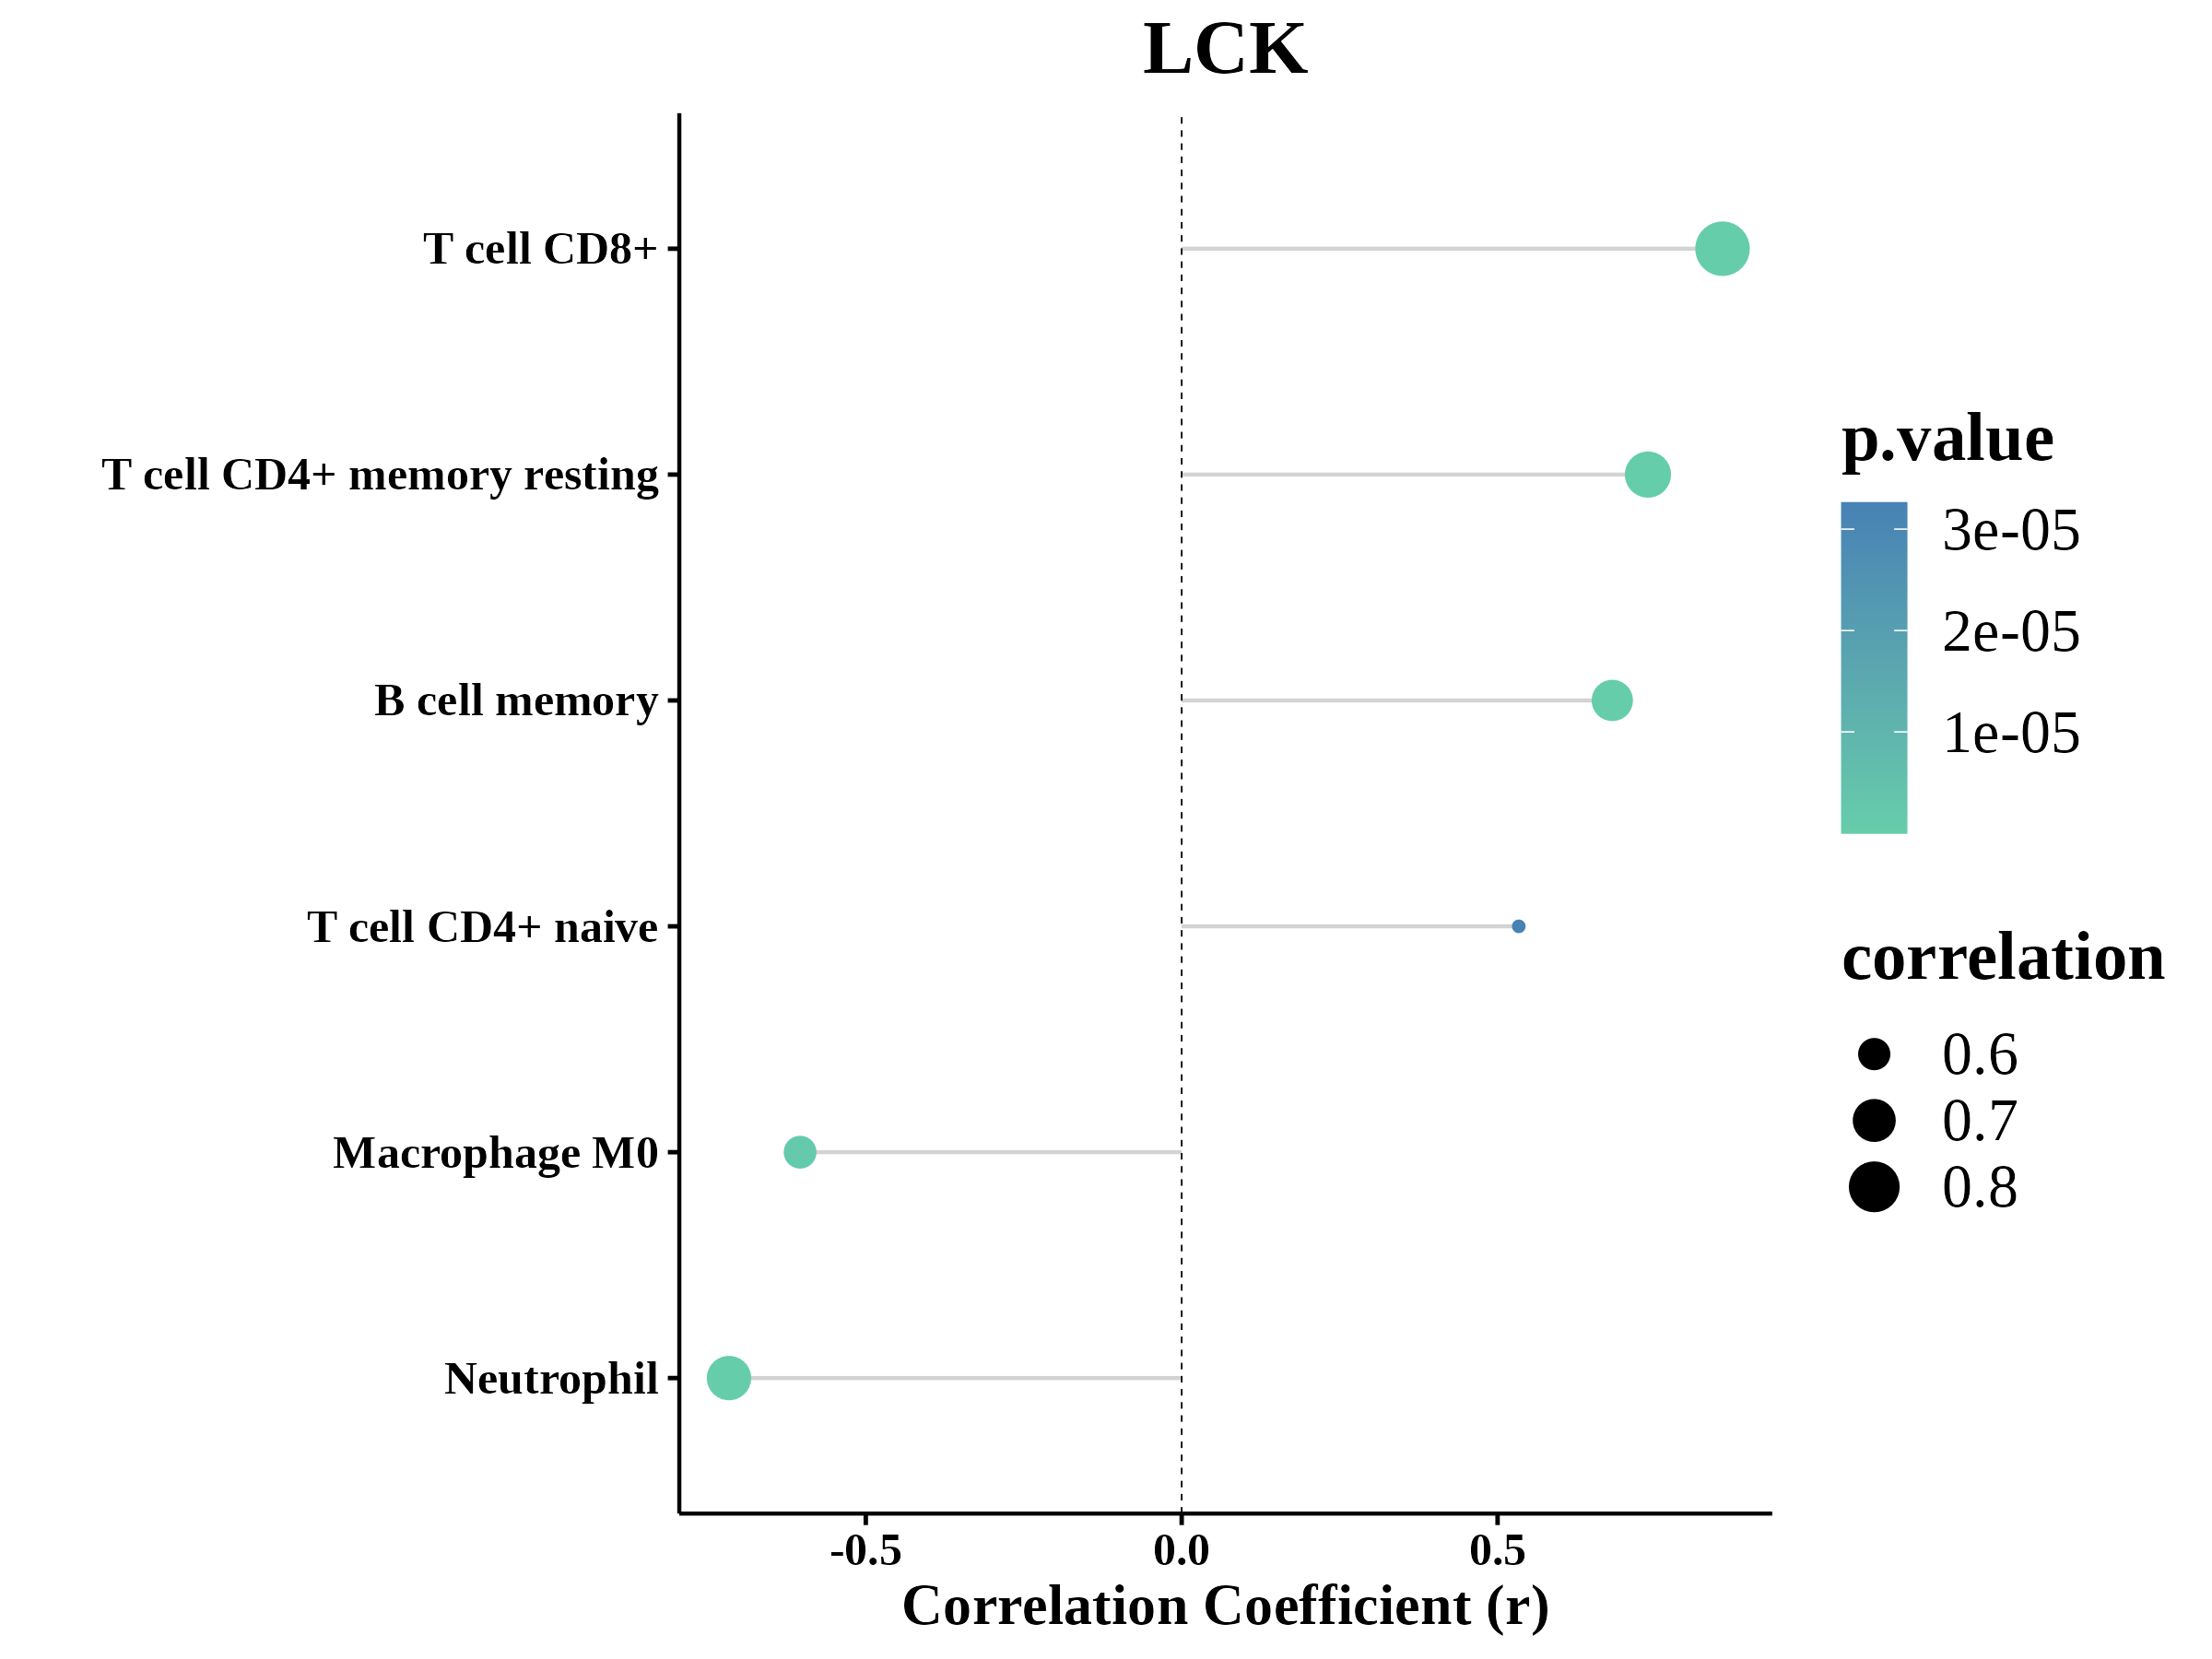 LCK
T cell CD8+
T cell CD4+ memory resting
B cell memory
T cell CD4+ naive
Macrophage M0
Neutrophil
-0.5
0.0
0.5
Correlation Coefficient (r)
p.value
3e-05
2e-05
1e-05
correlation
0.6
0.7
0.8